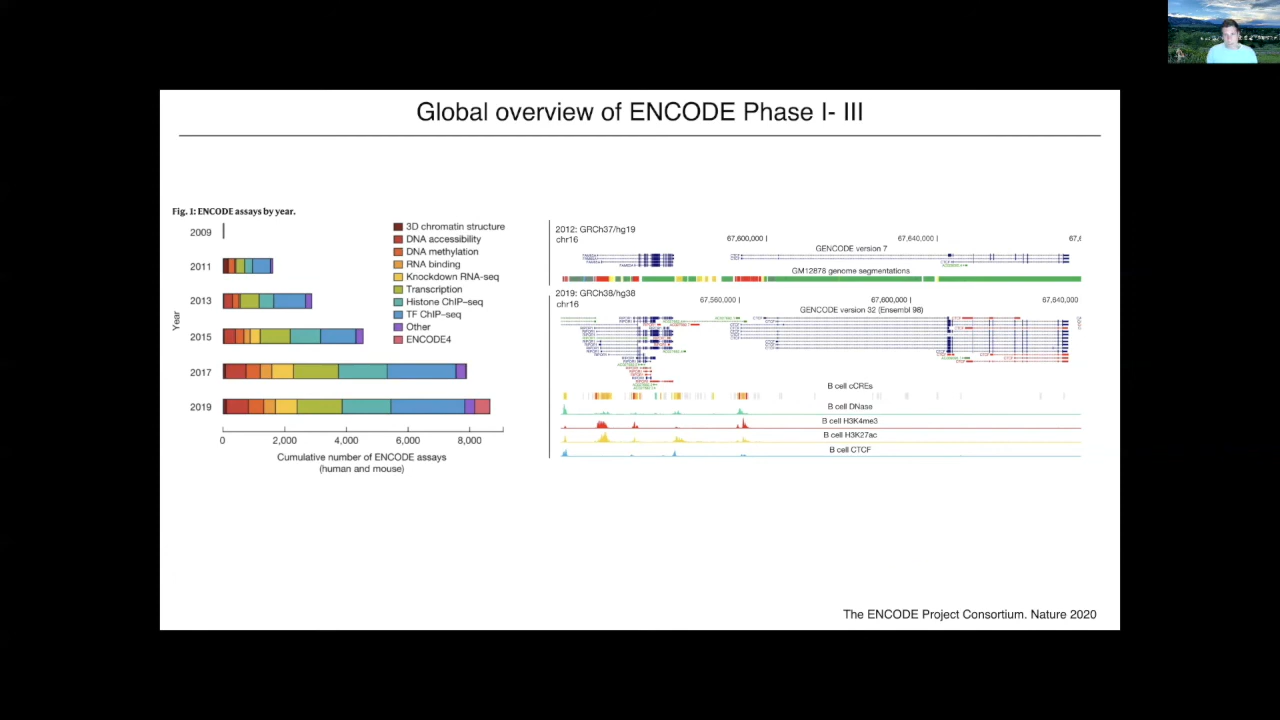 Global overview of ENCODE Phase I- III
Fig. 1: ENCODE assays by year.
2009
2011
2013
2015
2017
2019
Year
0
2,000
4,000
6,000
8,000
Cumulative number of ENCODE assays
(human and mouse)
3D chromatin structure
DNA accessibility
DNA methylation
RNA binding
Knockdown RNA-seq
Transcription
Histone ChIP–seq
TF ChIP–seq
Other
ENCODE4
2012: GRCh37/hg19
chr16
67,600,000
67,640,000
67,6
GENCODE version 7
GM12878 genome segmentations
2019: GRCh38/hg38
chr16
67,560,000
67,600,000
67,640,000
GENCODE version 32 (Ensembl 98)
B cell cCREs
B cell DNase
B cell H3K4me3
B cell H3K27ac
B cell CTCF
The ENCODE Project Consortium. Nature 2020